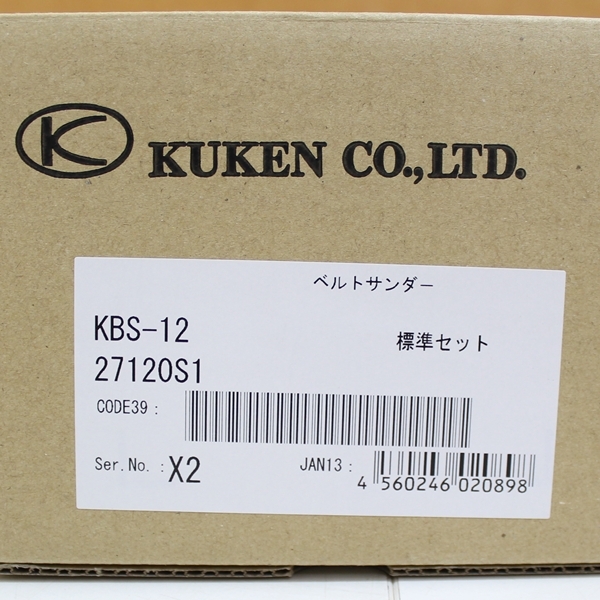 K KUKEN CO.,LTD.
ベルトサンダー
KBS-12
標準セット
27120S1
CODE39 :
Ser.No. : X2
JAN13 :
4 560246 020898